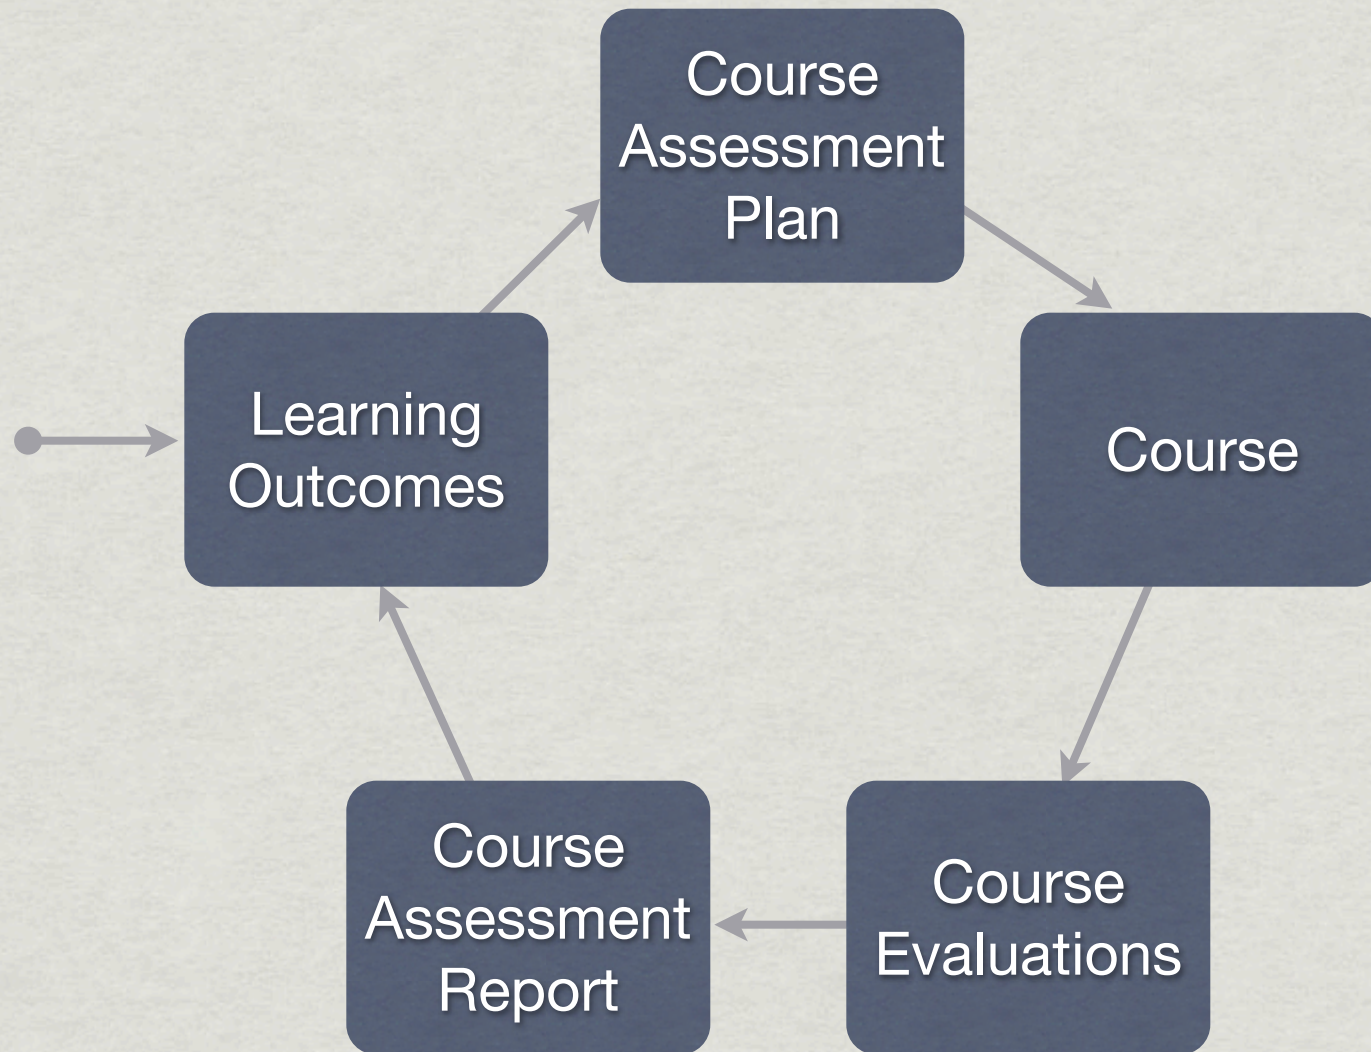 Course
Assessment
Plan
Learning
Outcomes
Course
Course
Assessment
Report
Course
Evaluations